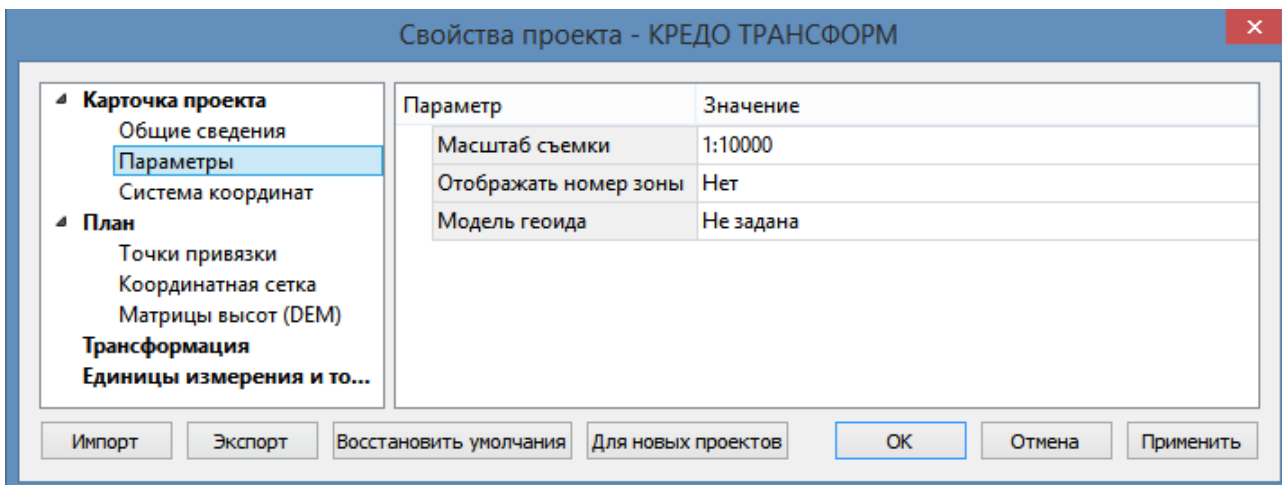 Свойства проекта - КРЕДО ТРАНСФОРМ
Карточка проекта
Общие сведения
Параметры
Система координат
План
Точки привязки
Координатная сетка
Матрицы высот (DEM)
Трансформация
Единицы измерения и то...
Параметр Значение
Масштаб съемки 1:10000
Отображать номер зоны Нет
Модель геоида Не задана
Импорт Экспорт Восстановить умолчания Для новых проектов ОК Отмена Применить